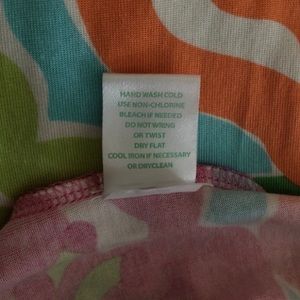 HAND WASH COLD
USE NON-CHLORINE
BLEACH IF NEEDED
DO NOT WRING
OR TWIST
DRY FLAT
COOL IRON IF NECESSARY
OR DRYCLEAN